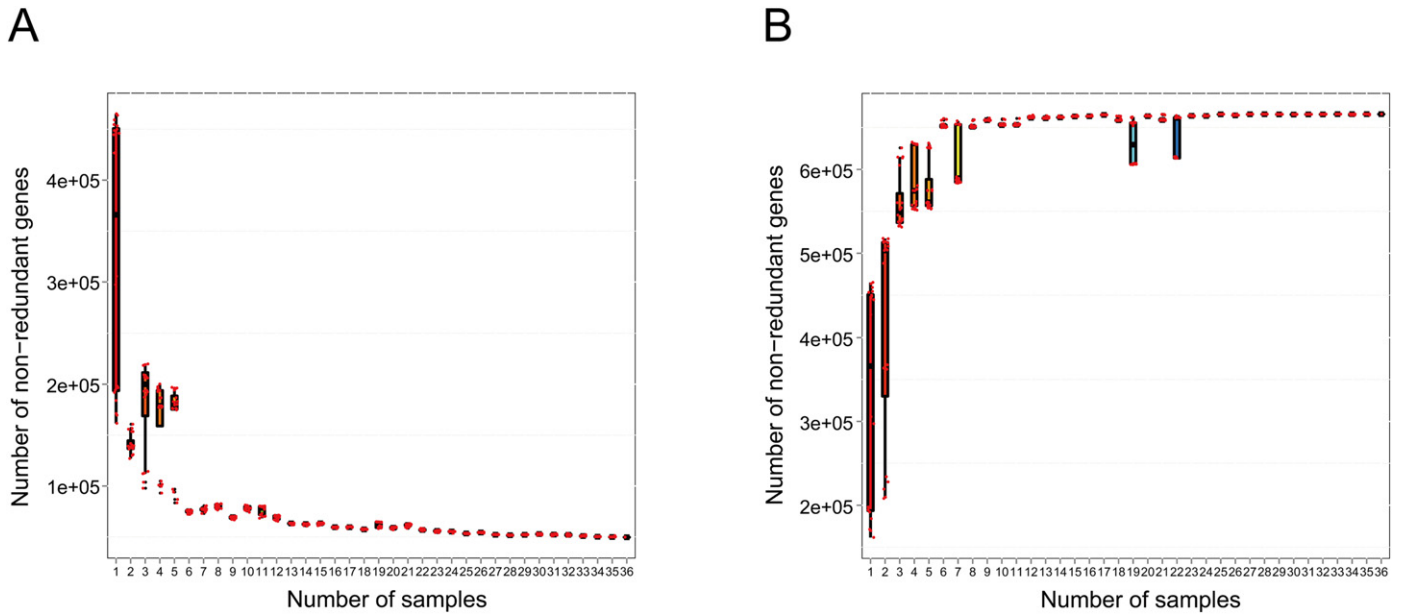 A
Number of non−redundant genes
4e+05
3e+05
2e+05
1e+05
1 2 3 4 5 6 7 8 9 10 11 12 13 14 15 16 17 18 19 20 21 22 23 24 25 26 27 28 29 30 31 32 33 34 35 36
Number of samples
B
Number of non−redundant genes
6e+05
5e+05
4e+05
3e+05
2e+05
1 2 3 4 5 6 7 8 9 10 11 12 13 14 15 16 17 18 19 20 21 22 23 24 25 26 27 28 29 30 31 32 33 34 35 36
Number of samples